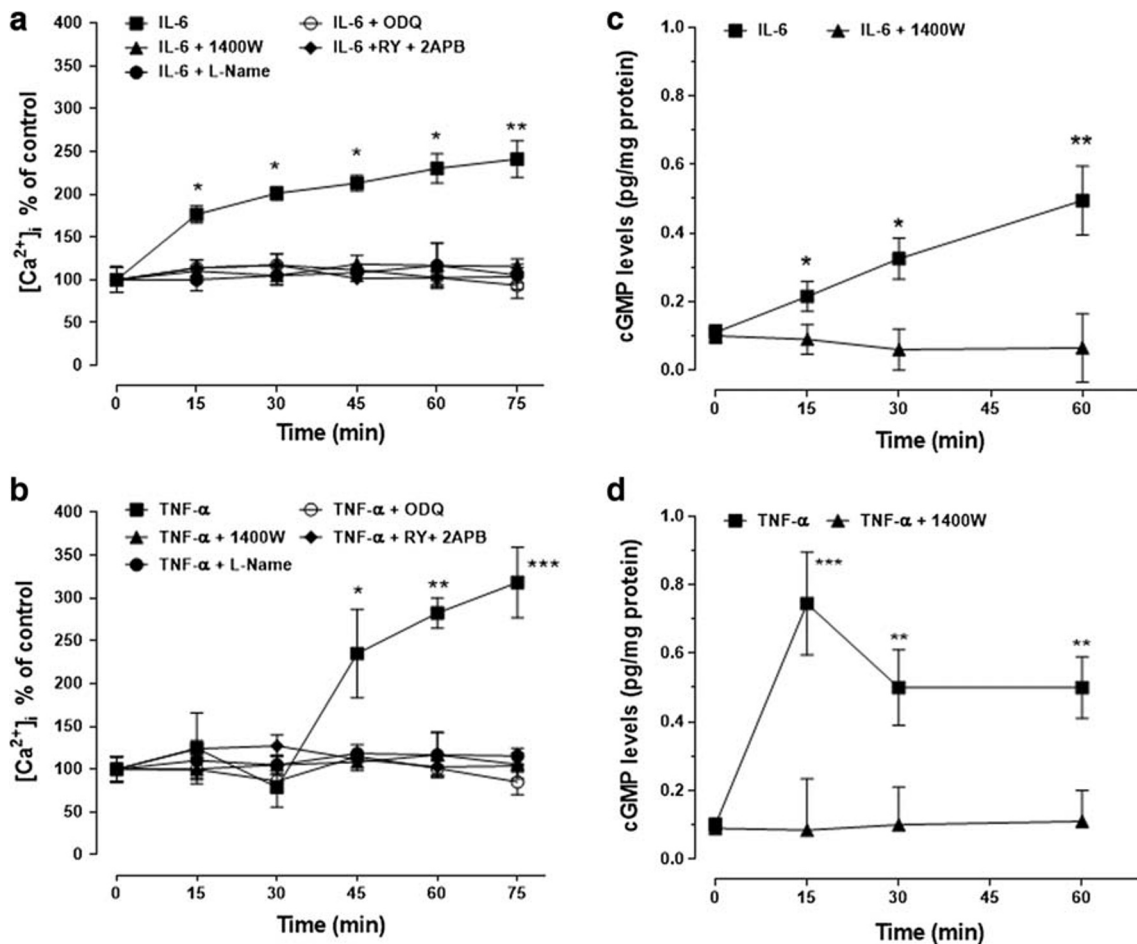 a
IL-6
IL-6 + ODQ
IL-6 + 1400W
IL-6 +RY + 2APB
IL-6 + L-Name
400
350
300
250
200
150
100
50
0
[Ca2+]i % of control
*
*
*
*
**
0 15 30 45 60 75
Time (min)
c
IL-6
IL-6 + 1400W
1.0
0.8
0.6
0.4
0.2
0.0
cGMP levels (pg/mg protein)
*
*
**
0 15 30 45 60
Time (min)
b
TNF-α
TNF-α + ODQ
TNF-α + 1400W
TNF-α + RY+ 2APB
TNF-α + L-Name
400
350
300
250
200
150
100
50
0
[Ca2+]i % of control
*
**
***
0 15 30 45 60 75
Time (min)
d
TNF-α
TNF-α + 1400W
1.0
0.8
0.6
0.4
0.2
0.0
cGMP levels (pg/mg protein)
***
**
**
0 15 30 45 60
Time (min)